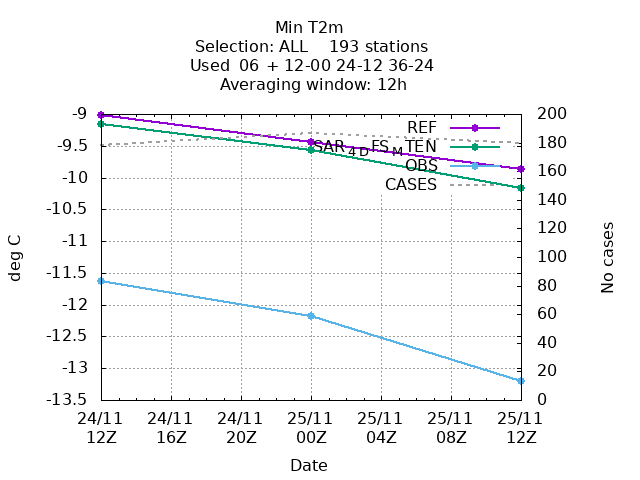 Min T2m
Selection: ALL    193 stations
Used  06 + 12-00 24-12 36-24
Averaging window: 12h
deg C
-9
-9.5
-10
-10.5
-11
-11.5
-12
-12.5
-13
-13.5
REF
SAR4DFSMTEN
OBS
CASES
200
180
160
140
120
100
80
60
40
20
0
No cases
24/11 24/11 24/11 25/11 25/11 25/11 25/11
12Z 16Z 20Z 00Z 04Z 08Z 12Z
Date